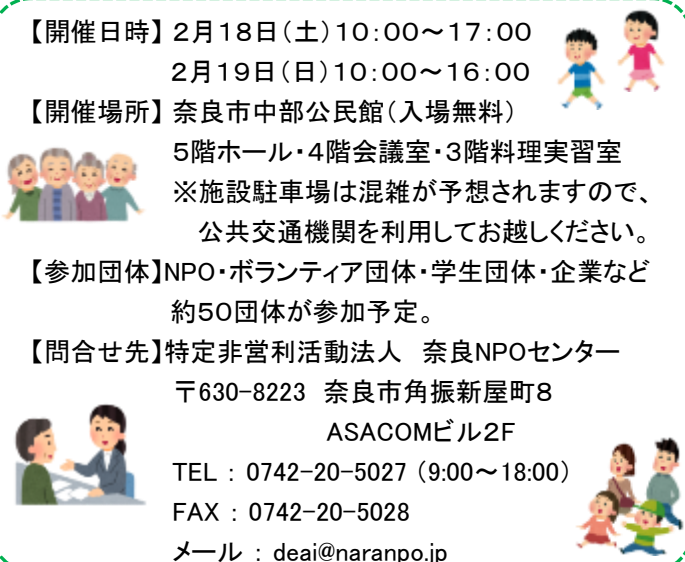 【開催日時】 2月18日(土)10:00～17:00
2月19日(日)10:00～16:00
【開催場所】 奈良市中部公民館(入場無料)
5階ホール・4階会議室・3階料理実習室
※施設駐車場は混雑が予想されますので、
公共交通機関を利用してお越しください。
【参加団体】NPO・ボランティア団体・学生団体・企業など
約50団体が参加予定。
【問合せ先】特定非営利活動法人　奈良NPOセンター
〒630-8223　奈良市角振新屋町8
ASACOMビル2F
TEL : 0742-20-5027 (9:00～18:00)
FAX : 0742-20-5028
メール : deai@naranpo.jp